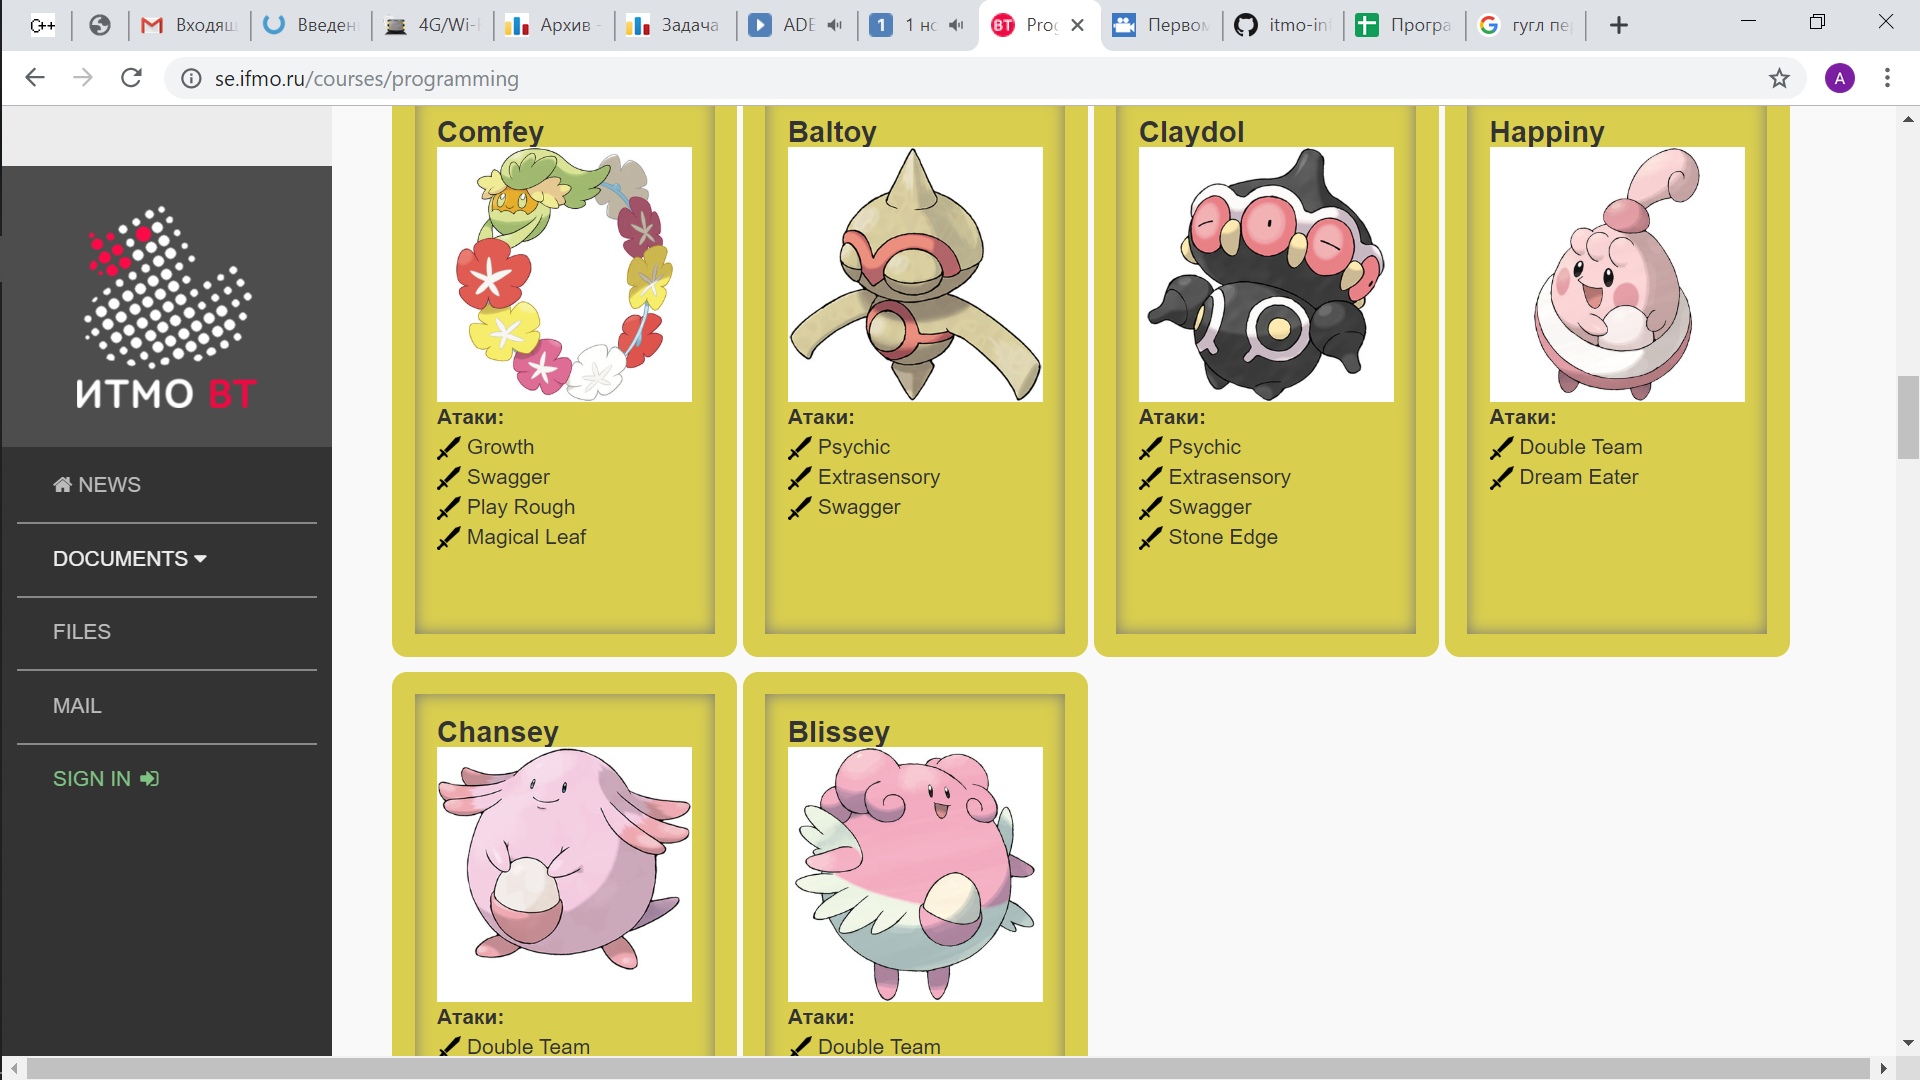 C++
Входящ
Введен
4G/Wi-
Архив
Задача
ADE
1
1 нс
BT
Prog
Первом
itmo-in
Програ
гугл пе
se.ifmo.ru/courses/programming
A
ИТМО ВТ
NEWS
DOCUMENTS
FILES
MAIL
SIGN IN
Comfey
Атаки:
Growth
Swagger
Play Rough
Magical Leaf
Baltoy
Атаки:
Psychic
Extrasensory
Swagger
Claydol
Атаки:
Psychic
Extrasensory
Swagger
Stone Edge
Happiny
Атаки:
Double Team
Dream Eater
Chansey
Атаки:
Double Team
Blissey
Атаки:
Double Team